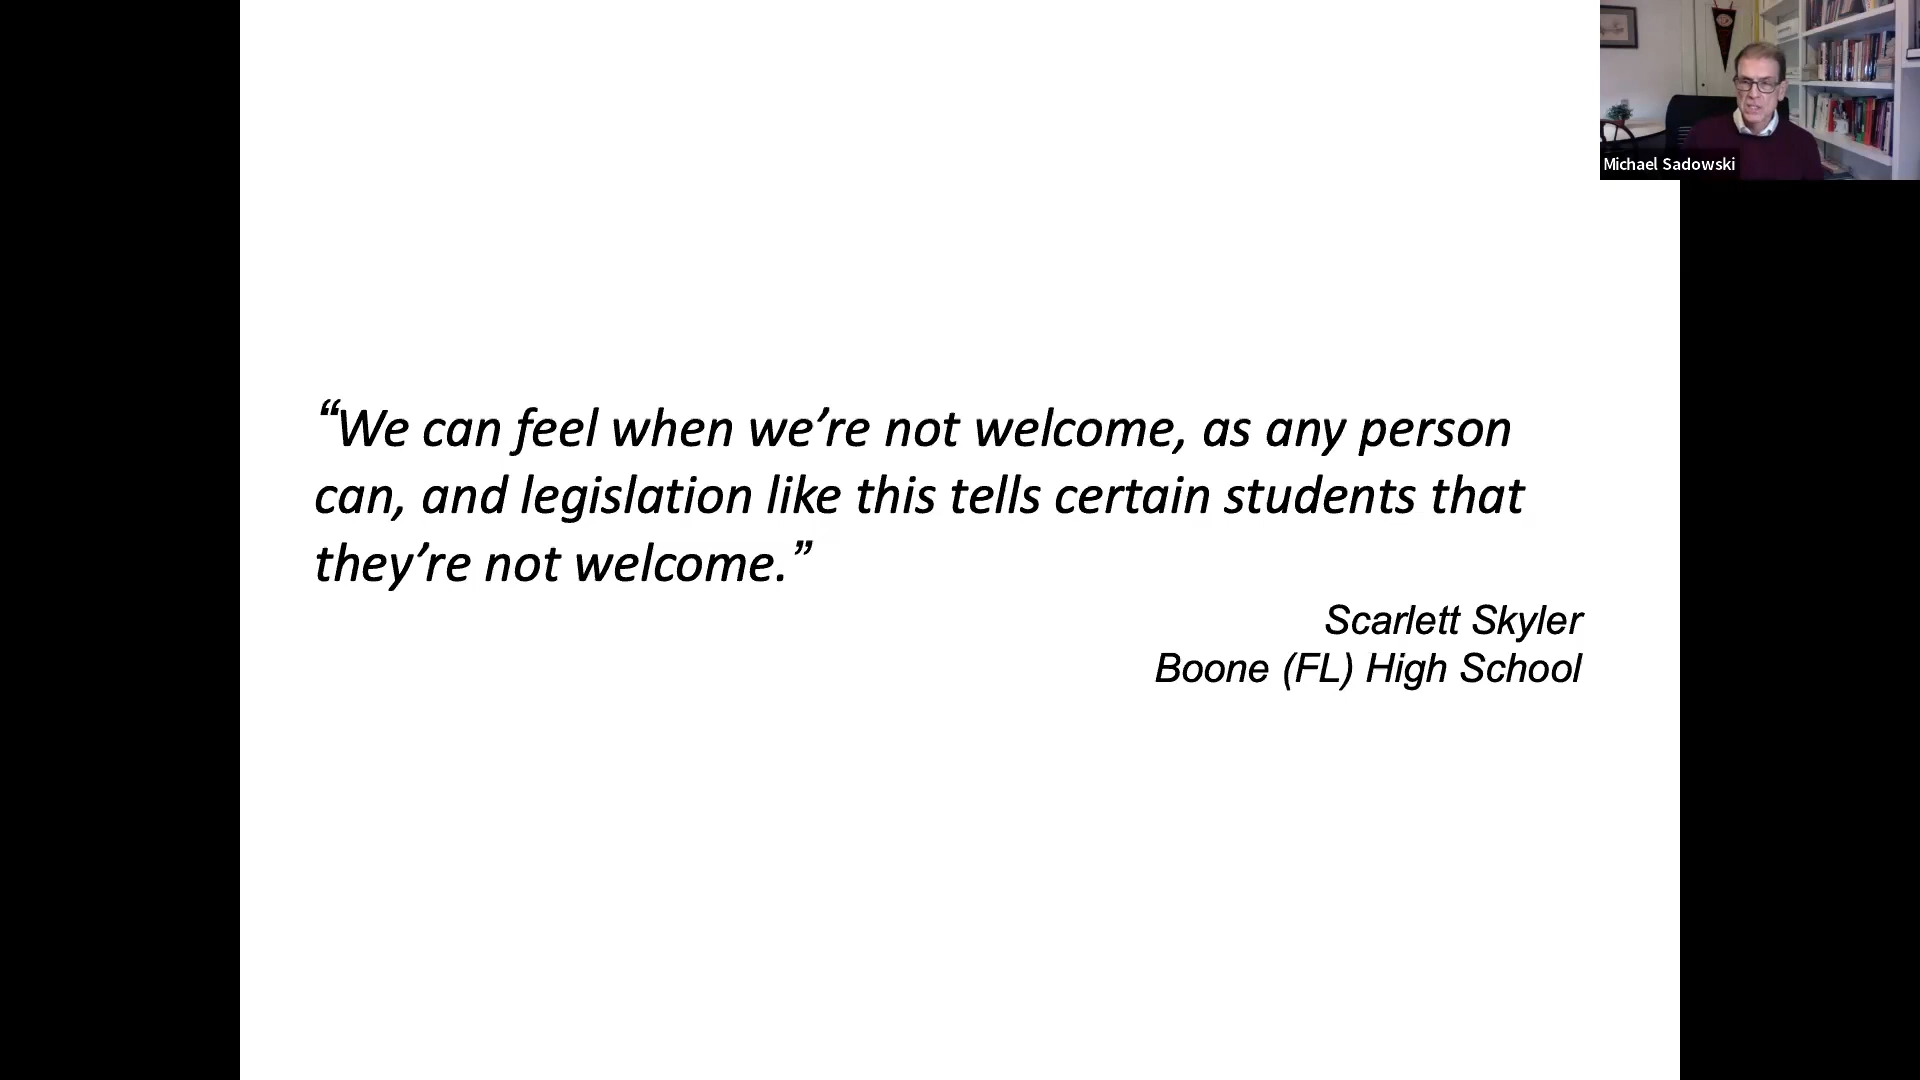 “We can feel when we’re not welcome, as any person
can, and legislation like this tells certain students that
they’re not welcome.”
Scarlett Skyler
Boone (FL) High School
Michael Sadowski